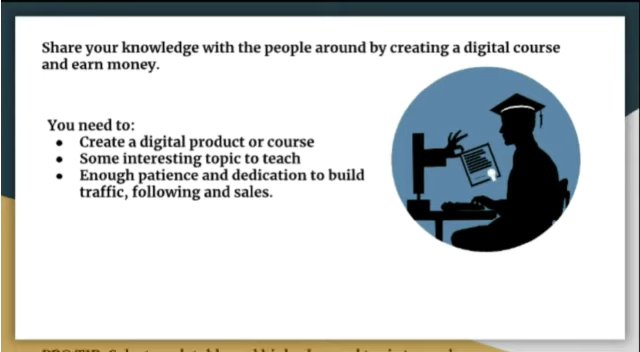 Share your knowledge with the people around by creating a digital course
and earn money.
You need to:
• Create a digital product or course
• Some interesting topic to teach
• Enough patience and dedication to build
traffic, following and sales.